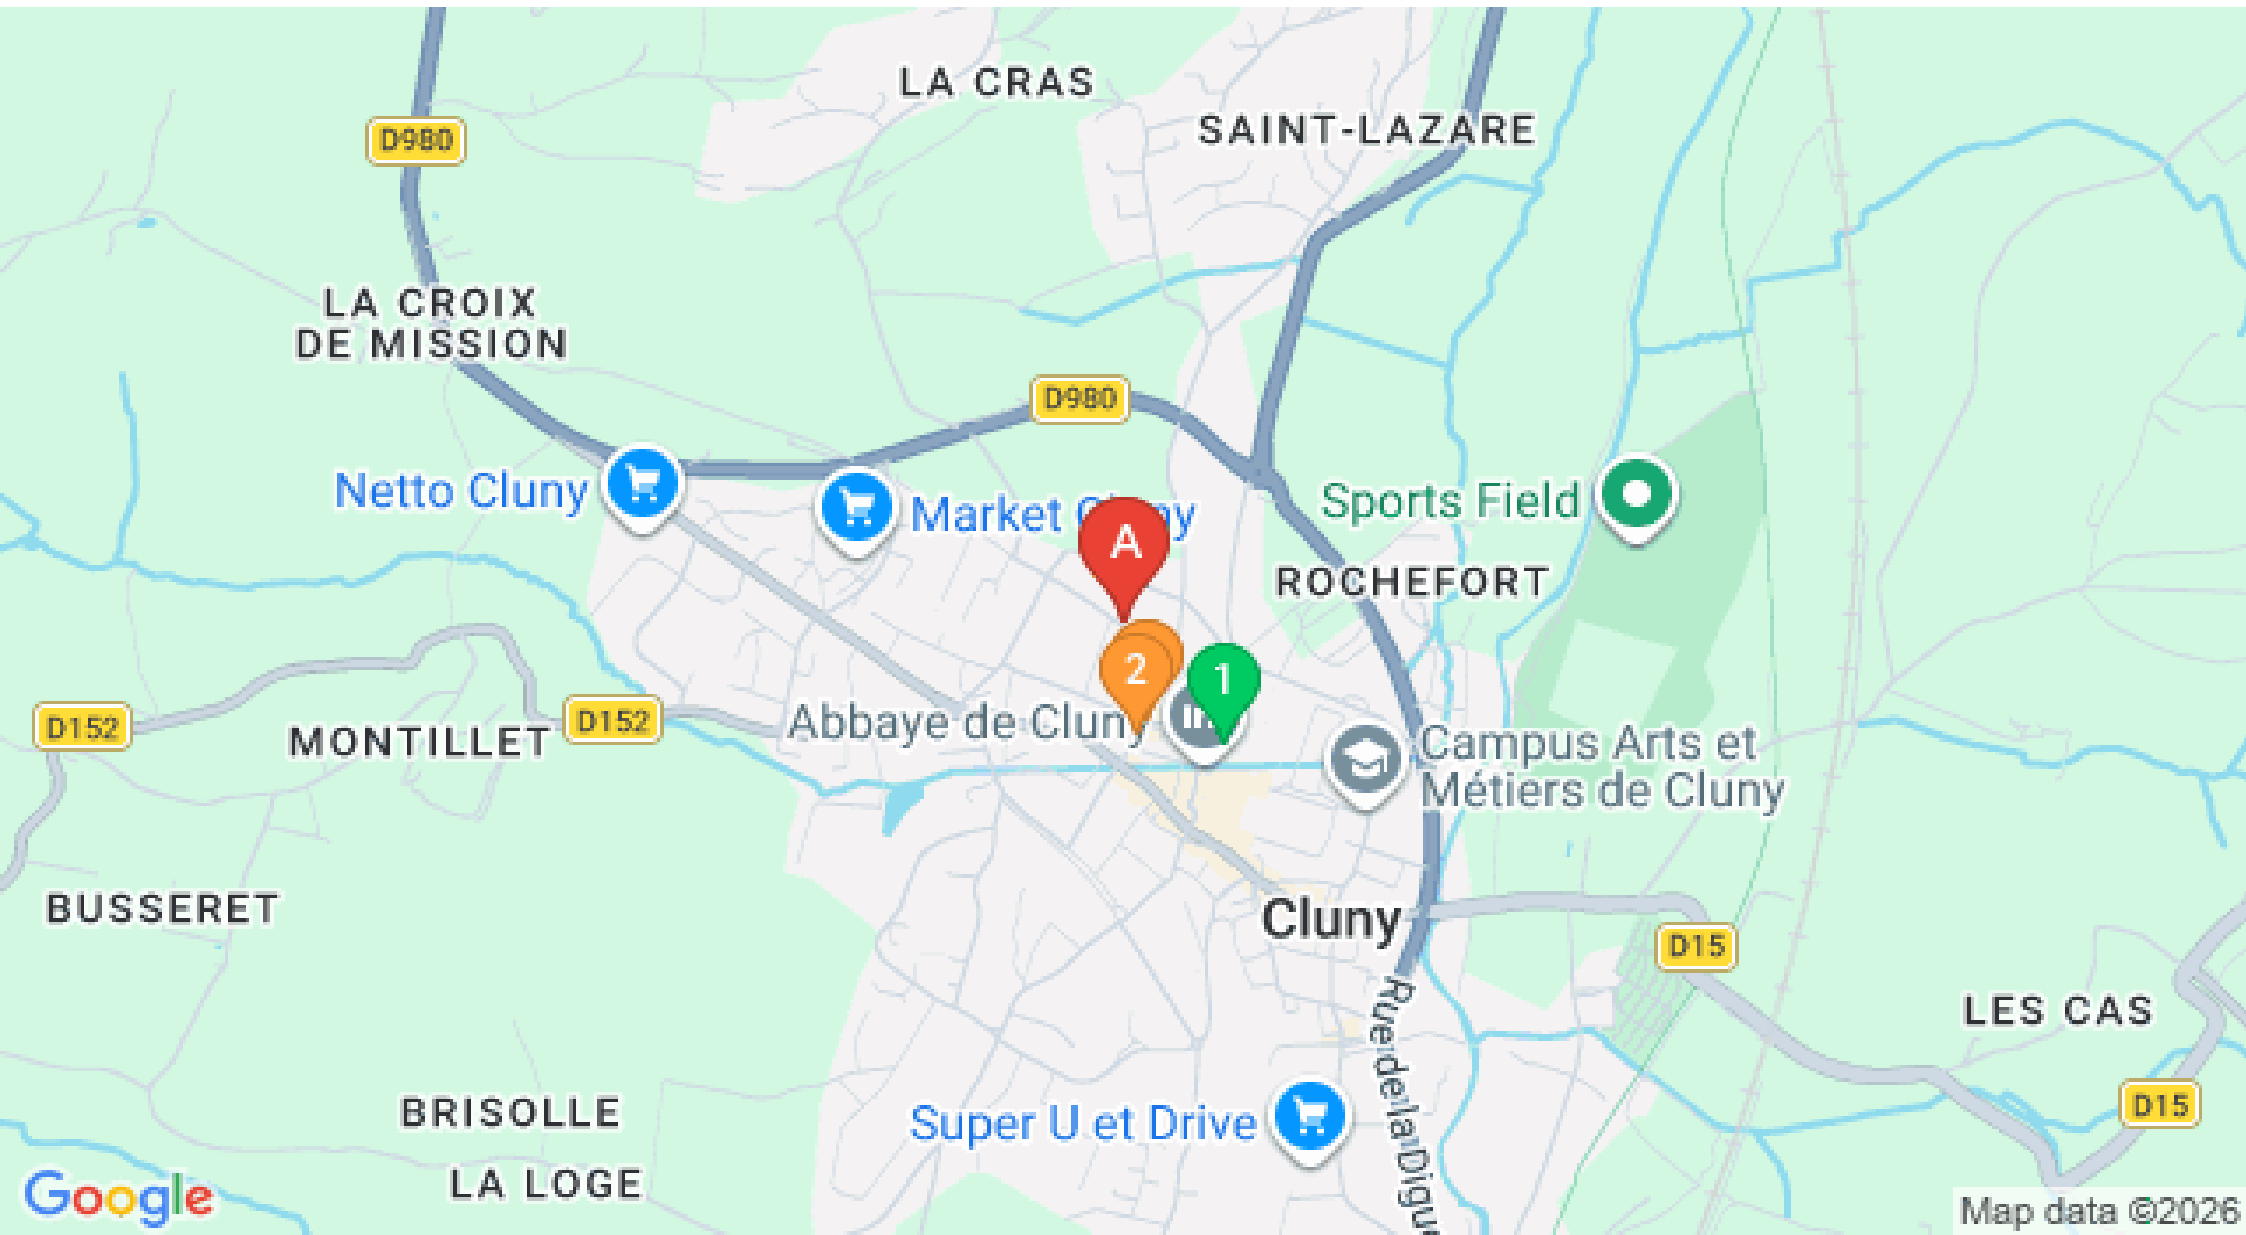 LA CRAS
SAINT-LAZARE
D980
LA CROIX
DE MISSION
D980
Netto Cluny
Market
Sports Field
A
ROCHEFORT
2
1
D152
MONTILLET
D152
Abbaye de Cluny
Campus Arts et
Métiers de Cluny
BUSSERET
Cluny
D15
LES CAS
Rue de la Digue
BRISOLLE
Super U et Drive
D15
LA LOGE
Google
Map data ©2026